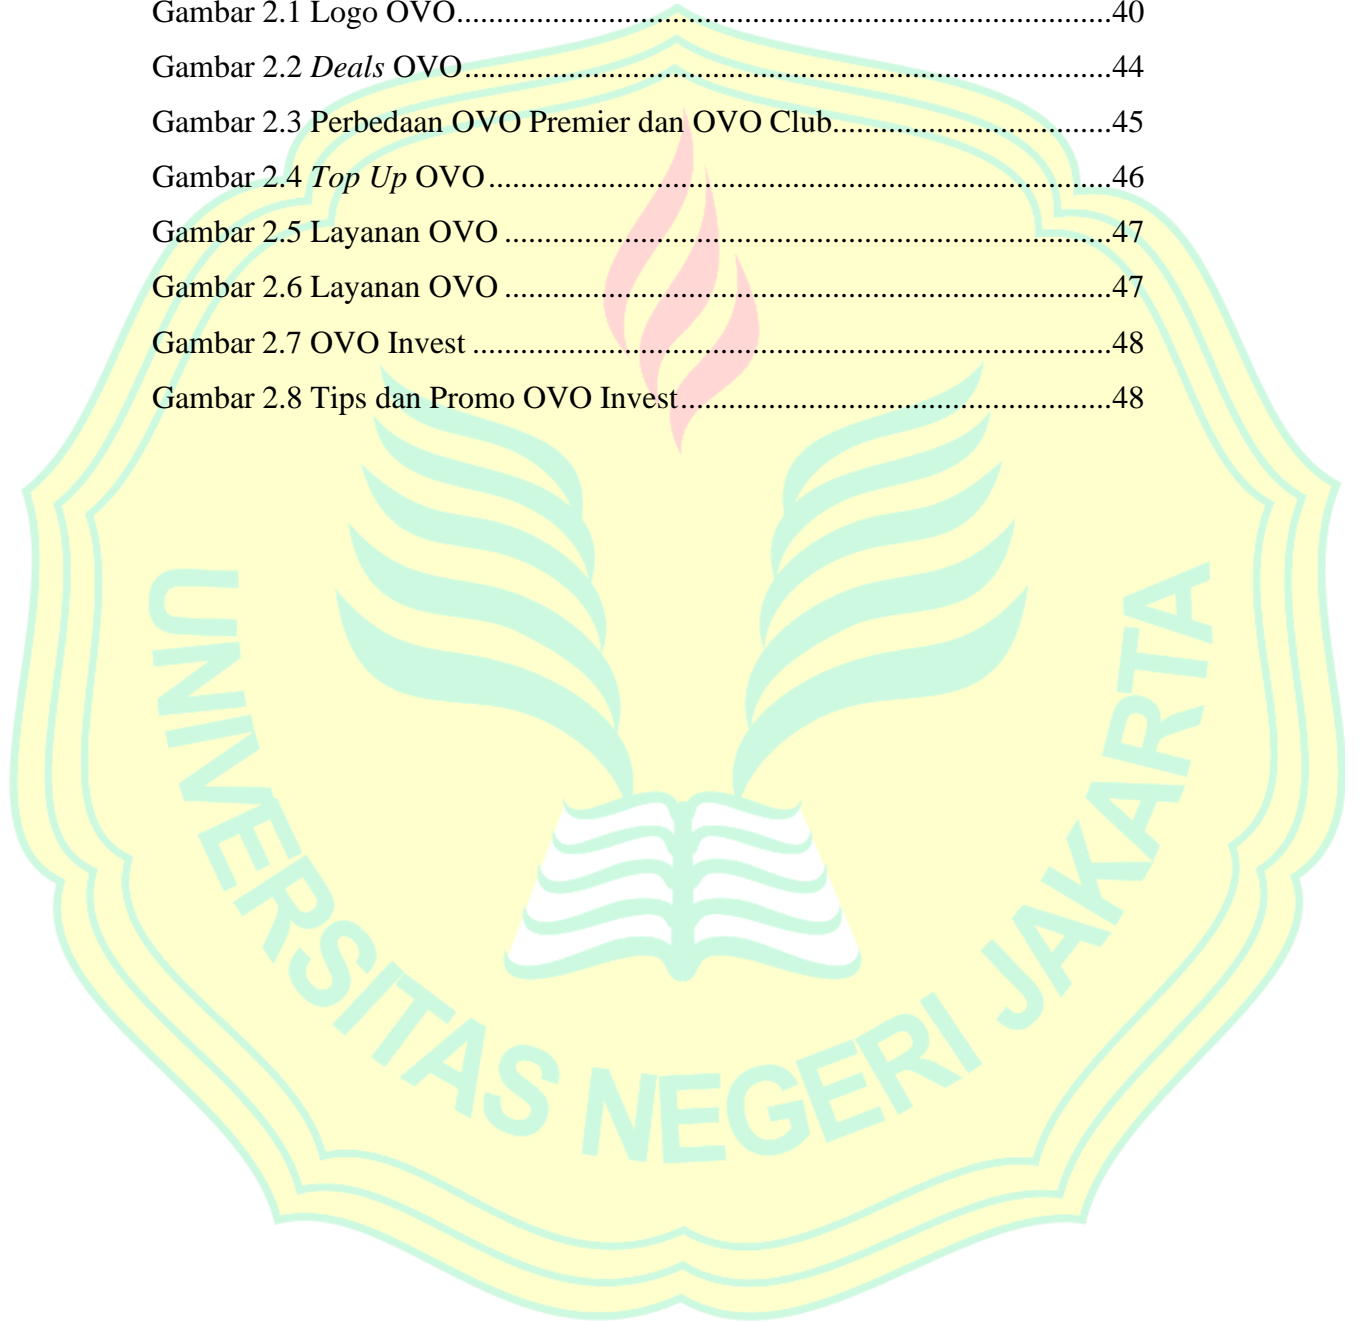 Gambar 2.1 Logo OVO..................................................................................40
Gambar 2.2 Deals OVO.................................................................................44
Gambar 2.3 Perbedaan OVO Premier dan OVO Club...................................45
Gambar 2.4 Top Up OVO..............................................................................46
Gambar 2.5 Layanan OVO ............................................................................47
Gambar 2.6 Layanan OVO ............................................................................47
Gambar 2.7 OVO Invest ................................................................................48
Gambar 2.8 Tips dan Promo OVO Invest......................................................48
UNIVERSITAS NEGERI JAKARTA